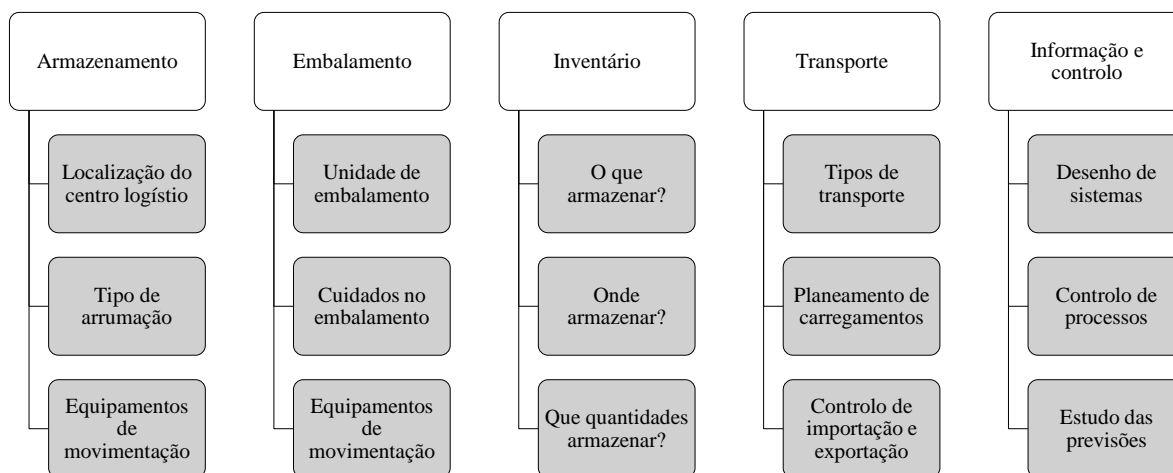 Armazenamento
Localização do
centro logístio
Tipo de
arrumação
Equipamentos
de
movimentação
Embalamento
Unidade de
embalamento
Cuidados no
embalamento
Equipamentos
de
movimentação
Inventário
O que
armazenar?
Onde
armazenar?
Que quantidades
armazenar?
Transporte
Tipos de
transporte
Planeamento de
carregamentos
Controlo de
importação e
exportação
Informação e
controlo
Desenho de
sistemas
Controlo de
processos
Estudo das
previsões